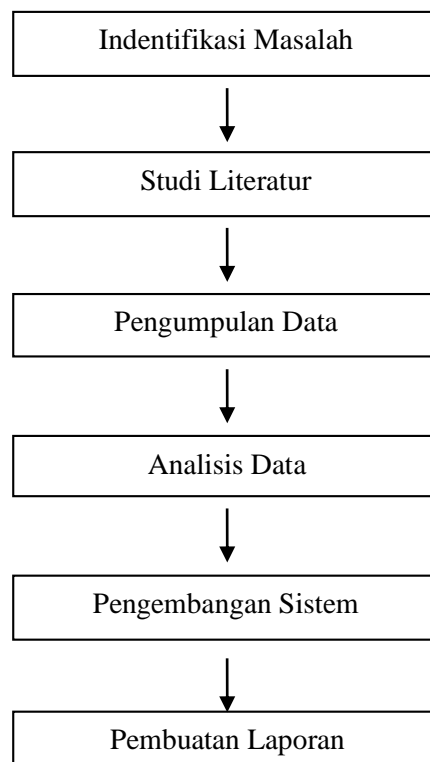 Indentifikasi Masalah
Studi Literatur
Pengumpulan Data
Analisis Data
Pengembangan Sistem
Pembuatan Laporan